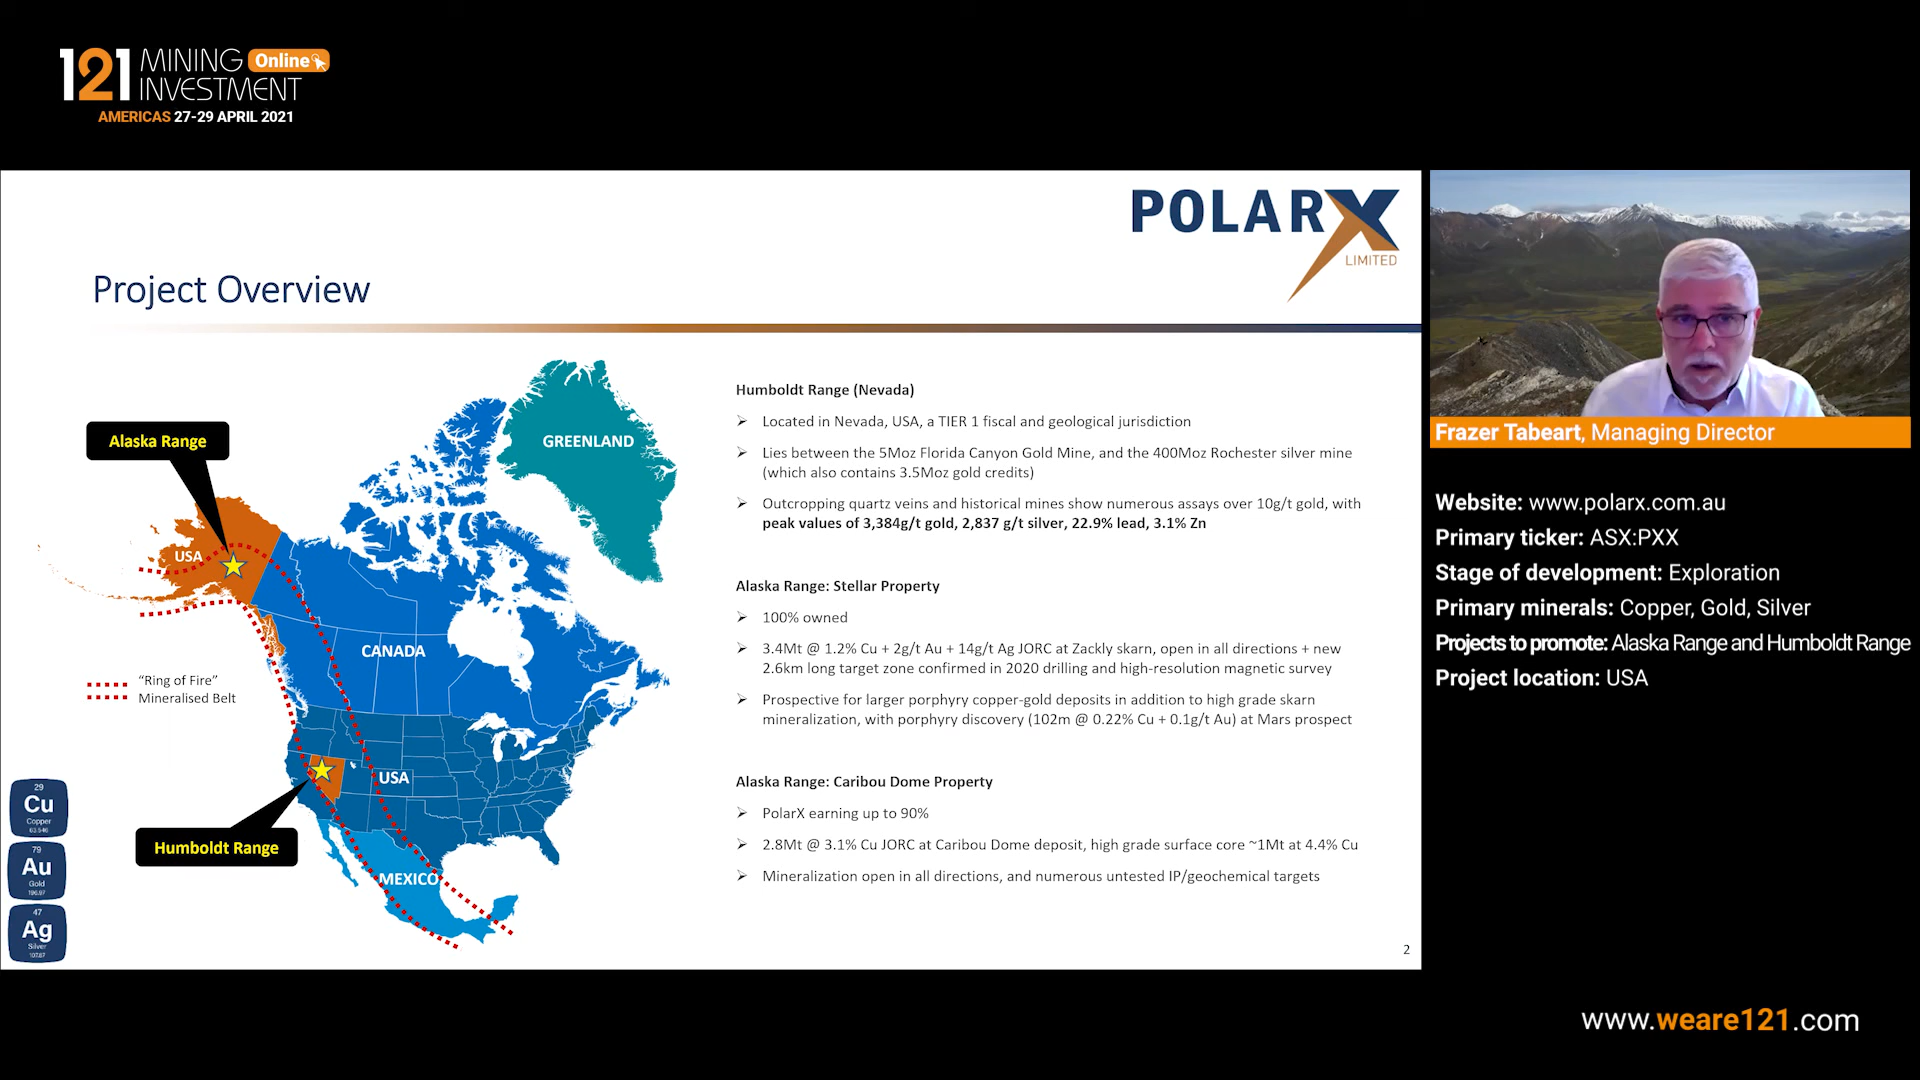 121 MINING INVESTMENT Online
AMERICAS 27-29 APRIL 2021
POLARX
LIMITED
Project Overview
Alaska Range
GREENLAND
USA
CANADA
"Ring of Fire"
Mineralised Belt
USA
Humboldt Range
MEXICO
29
Cu
Copper
63.546
79
Au
Gold
196.97
47
Ag
Silver
107.87
Humboldt Range (Nevada)
Located in Nevada, USA, a TIER 1 fiscal and geological jurisdiction
Lies between the 5Moz Florida Canyon Gold Mine, and the 400Moz Rochester silver mine
(which also contains 3.5Moz gold credits)
Outcropping quartz veins and historical mines show numerous assays over 10g/t gold, with
peak values of 3,384g/t gold, 2,837 g/t silver, 22.9% lead, 3.1% Zn
Alaska Range: Stellar Property
100% owned
3.4Mt @ 1.2% Cu + 2g/t Au + 14g/t Ag JORC at Zackly skarn, open in all directions + new
2.6km long target zone confirmed in 2020 drilling and high-resolution magnetic survey
Prospective for larger porphyry copper-gold deposits in addition to high grade skarn
mineralization, with porphyry discovery (102m @ 0.22% Cu + 0.1g/t Au) at Mars prospect
Alaska Range: Caribou Dome Property
PolarX earning up to 90%
2.8Mt @ 3.1% Cu JORC at Caribou Dome deposit, high grade surface core ~1Mt at 4.4% Cu
Mineralization open in all directions, and numerous untested IP/geochemical targets
2
Frazer Tabeart, Managing Director
Website: www.polarx.com.au
Primary ticker: ASX:PXX
Stage of development: Exploration
Primary minerals: Copper, Gold, Silver
Projects to promote: Alaska Range and Humboldt Range
Project location: USA
www.weare121.com